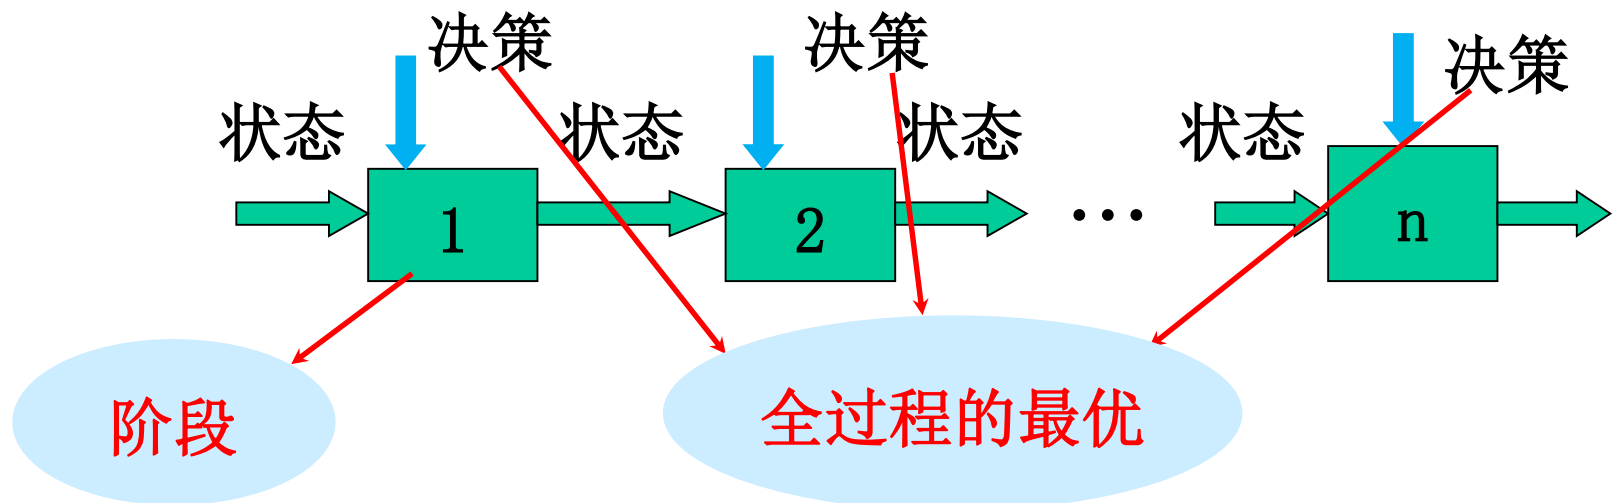 决策 决策 决策
状态 状态 状态 状态
1 2 … n
阶段 全过程的最优